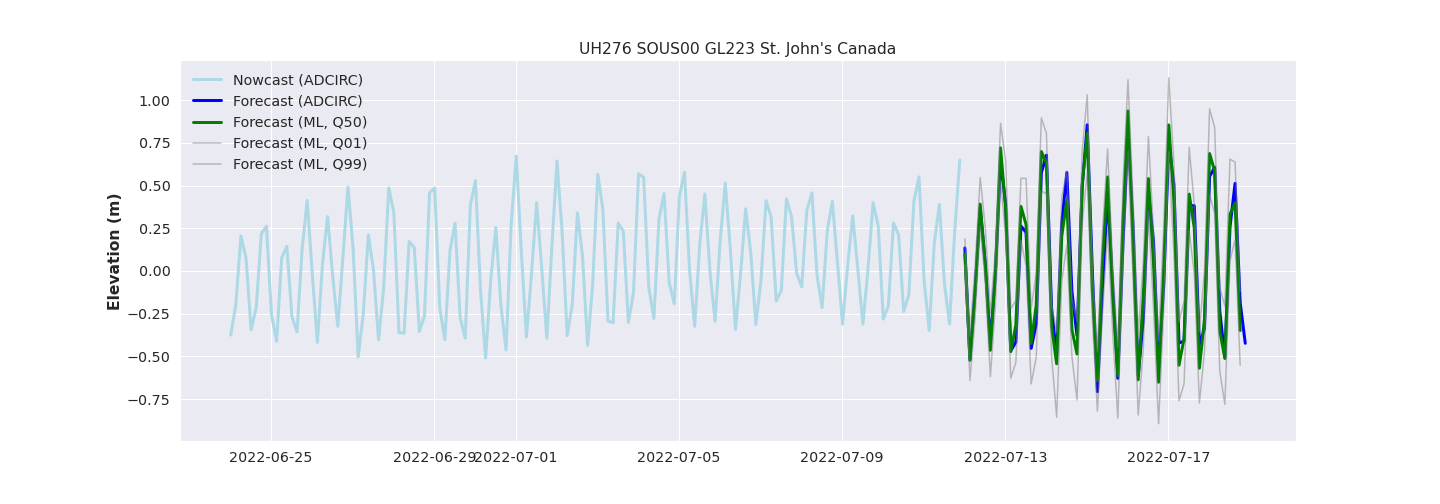 UH276 SOUS00 GL223 St. John's Canada
Nowcast (ADCIRC)
Forecast (ADCIRC)
Forecast (ML, Q50)
Forecast (ML, Q01)
Forecast (ML, Q99)
Elevation (m)
1.00
0.75
0.50
0.25
0.00
−0.25
−0.50
−0.75
2022-06-25 2022-06-29 2022-07-01 2022-07-05 2022-07-09 2022-07-13 2022-07-17